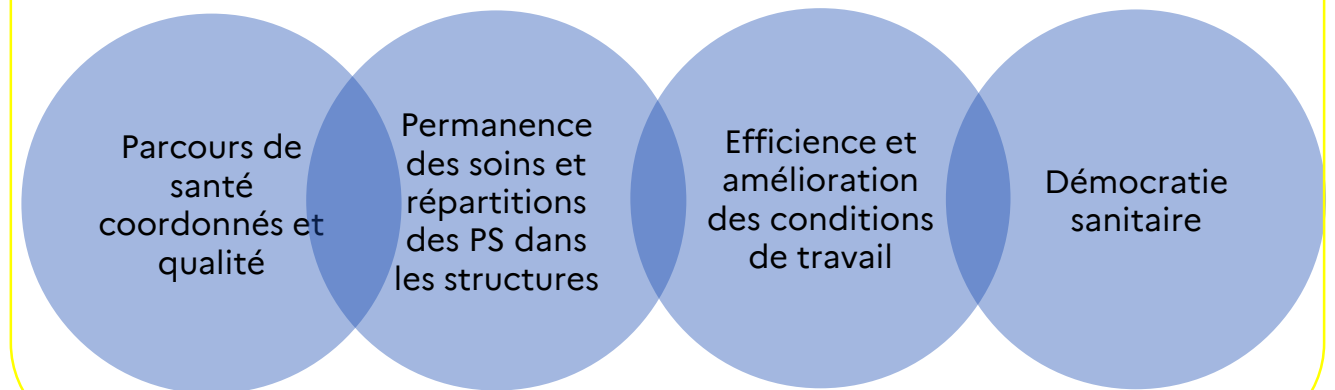 Parcours de
santé
coordonnés et
qualité
Permanence
des soins et
répartitions
des PS dans
les structures
Efficience et
amélioration
des conditions
de travail
Démocratie
sanitaire